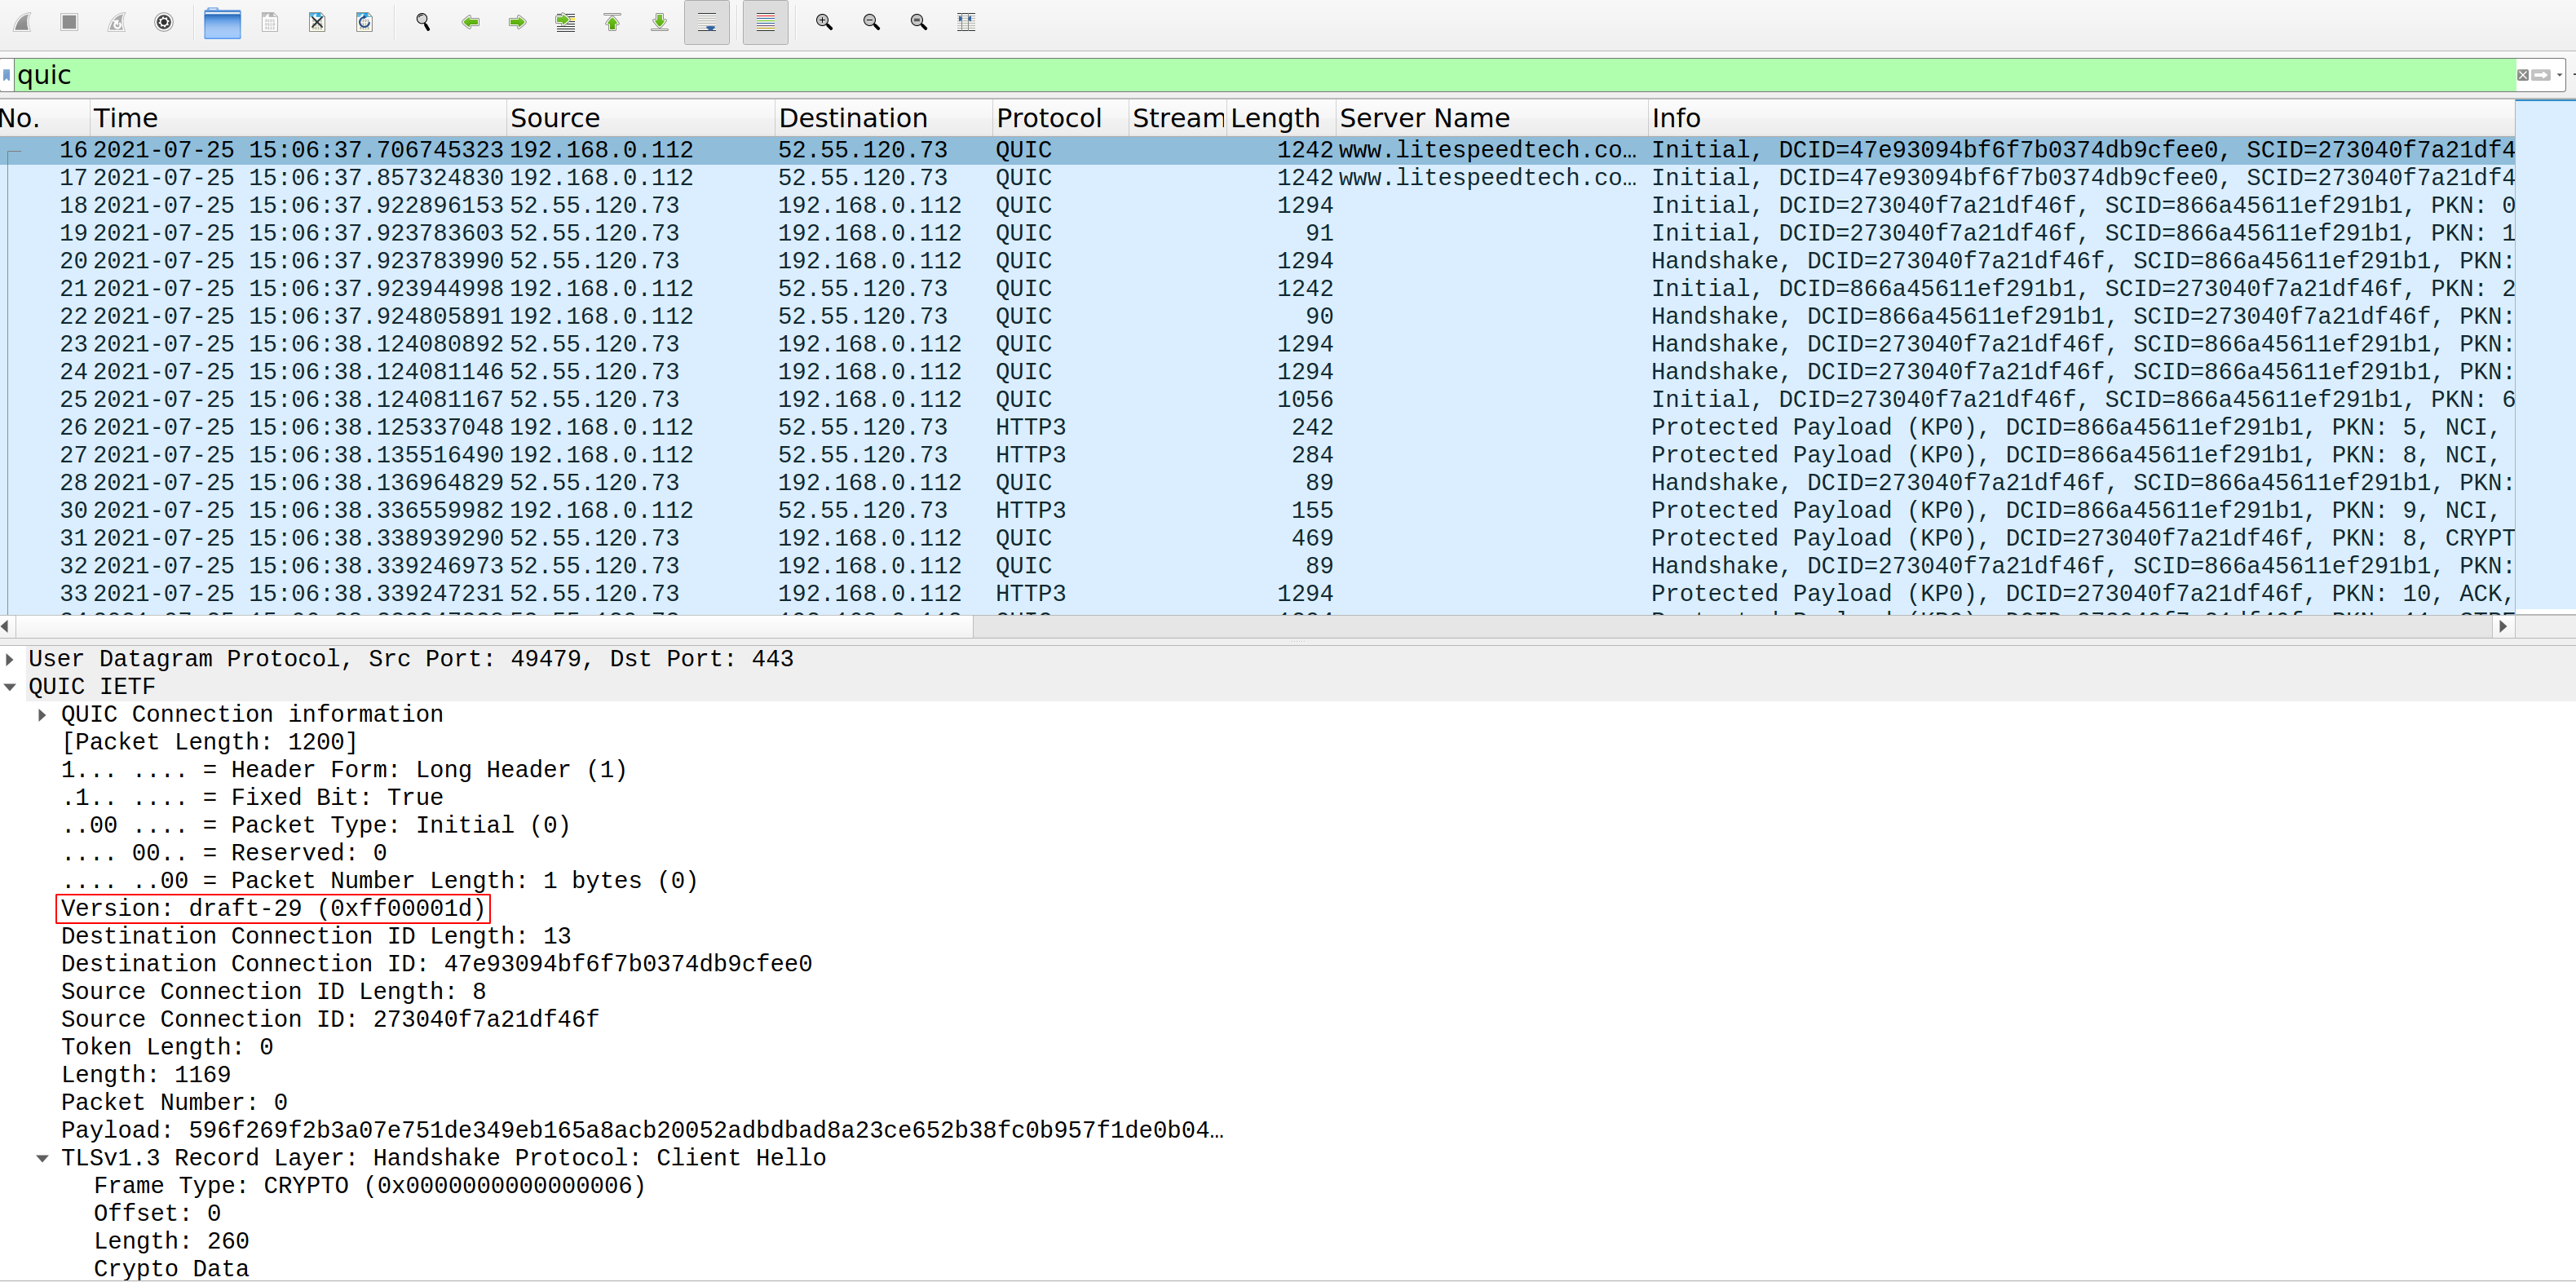 quic
No. Time Source Destination Protocol Stream Length Server Name Info
16 2021-07-25 15:06:37.706745323 192.168.0.112 52.55.120.73 QUIC 1242 www.litespeedtech.co… Initial, DCID=47e93094bf6f7b0374db9cfee0, SCID=273040f7a21df4
17 2021-07-25 15:06:37.857324830 192.168.0.112 52.55.120.73 QUIC 1242 www.litespeedtech.co… Initial, DCID=47e93094bf6f7b0374db9cfee0, SCID=273040f7a21df4
18 2021-07-25 15:06:37.922896153 52.55.120.73 192.168.0.112 QUIC 1294 Initial, DCID=273040f7a21df46f, SCID=866a45611ef291b1, PKN: 0
19 2021-07-25 15:06:37.923783603 52.55.120.73 192.168.0.112 QUIC 91 Initial, DCID=273040f7a21df46f, SCID=866a45611ef291b1, PKN: 1
20 2021-07-25 15:06:37.923783990 52.55.120.73 192.168.0.112 QUIC 1294 Handshake, DCID=273040f7a21df46f, SCID=866a45611ef291b1, PKN:
21 2021-07-25 15:06:37.923944998 192.168.0.112 52.55.120.73 QUIC 1242 Initial, DCID=866a45611ef291b1, SCID=273040f7a21df46f, PKN: 2
22 2021-07-25 15:06:37.924805891 192.168.0.112 52.55.120.73 QUIC 90 Handshake, DCID=866a45611ef291b1, SCID=273040f7a21df46f, PKN:
23 2021-07-25 15:06:38.124080892 52.55.120.73 192.168.0.112 QUIC 1294 Handshake, DCID=273040f7a21df46f, SCID=866a45611ef291b1, PKN:
24 2021-07-25 15:06:38.124081146 52.55.120.73 192.168.0.112 QUIC 1294 Handshake, DCID=273040f7a21df46f, SCID=866a45611ef291b1, PKN:
25 2021-07-25 15:06:38.124081167 52.55.120.73 192.168.0.112 QUIC 1056 Initial, DCID=273040f7a21df46f, SCID=866a45611ef291b1, PKN: 6
26 2021-07-25 15:06:38.125337048 192.168.0.112 52.55.120.73 HTTP3 242 Protected Payload (KP0), DCID=866a45611ef291b1, PKN: 5, NCI,
27 2021-07-25 15:06:38.135516490 192.168.0.112 52.55.120.73 HTTP3 284 Protected Payload (KP0), DCID=866a45611ef291b1, PKN: 8, NCI,
28 2021-07-25 15:06:38.136964829 52.55.120.73 192.168.0.112 QUIC 89 Handshake, DCID=273040f7a21df46f, SCID=866a45611ef291b1, PKN:
30 2021-07-25 15:06:38.336559982 192.168.0.112 52.55.120.73 HTTP3 155 Protected Payload (KP0), DCID=866a45611ef291b1, PKN: 9, NCI,
31 2021-07-25 15:06:38.338939290 52.55.120.73 192.168.0.112 QUIC 469 Protected Payload (KP0), DCID=273040f7a21df46f, PKN: 8, CRYPT
32 2021-07-25 15:06:38.339246973 52.55.120.73 192.168.0.112 QUIC 89 Handshake, DCID=273040f7a21df46f, SCID=866a45611ef291b1, PKN:
33 2021-07-25 15:06:38.339247231 52.55.120.73 192.168.0.112 HTTP3 1294 Protected Payload (KP0), DCID=273040f7a21df46f, PKN: 10, ACK,
User Datagram Protocol, Src Port: 49479, Dst Port: 443
QUIC IETF
QUIC Connection information
[Packet Length: 1200]
1... .... = Header Form: Long Header (1)
.1.. .... = Fixed Bit: True
..00 .... = Packet Type: Initial (0)
.... 00.. = Reserved: 0
.... ..00 = Packet Number Length: 1 bytes (0)
Version: draft-29 (0xff00001d)
Destination Connection ID Length: 13
Destination Connection ID: 47e93094bf6f7b0374db9cfee0
Source Connection ID Length: 8
Source Connection ID: 273040f7a21df46f
Token Length: 0
Length: 1169
Packet Number: 0
Payload: 596f269f2b3a07e751de349eb165a8acb20052adbdbad8a23ce652b38fc0b957f1de0b04…
TLSv1.3 Record Layer: Handshake Protocol: Client Hello
Frame Type: CRYPTO (0x0000000000000006)
Offset: 0
Length: 260
Crypto Data